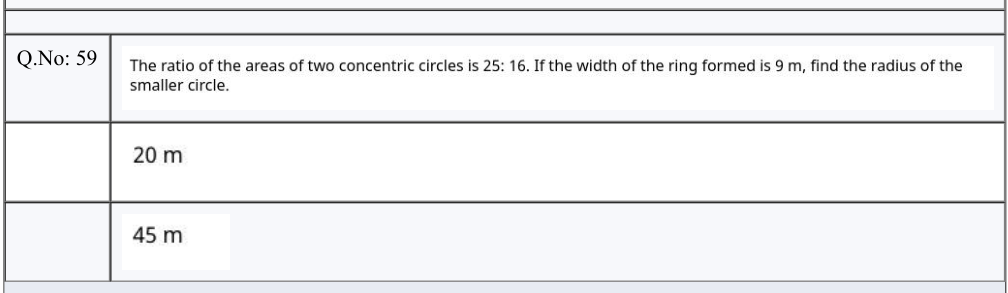 Q.No: 59
The ratio of the areas of two concentric circles is 25: 16. If the width of the ring formed is 9 m, find the radius of the
smaller circle.
20 m
45 m